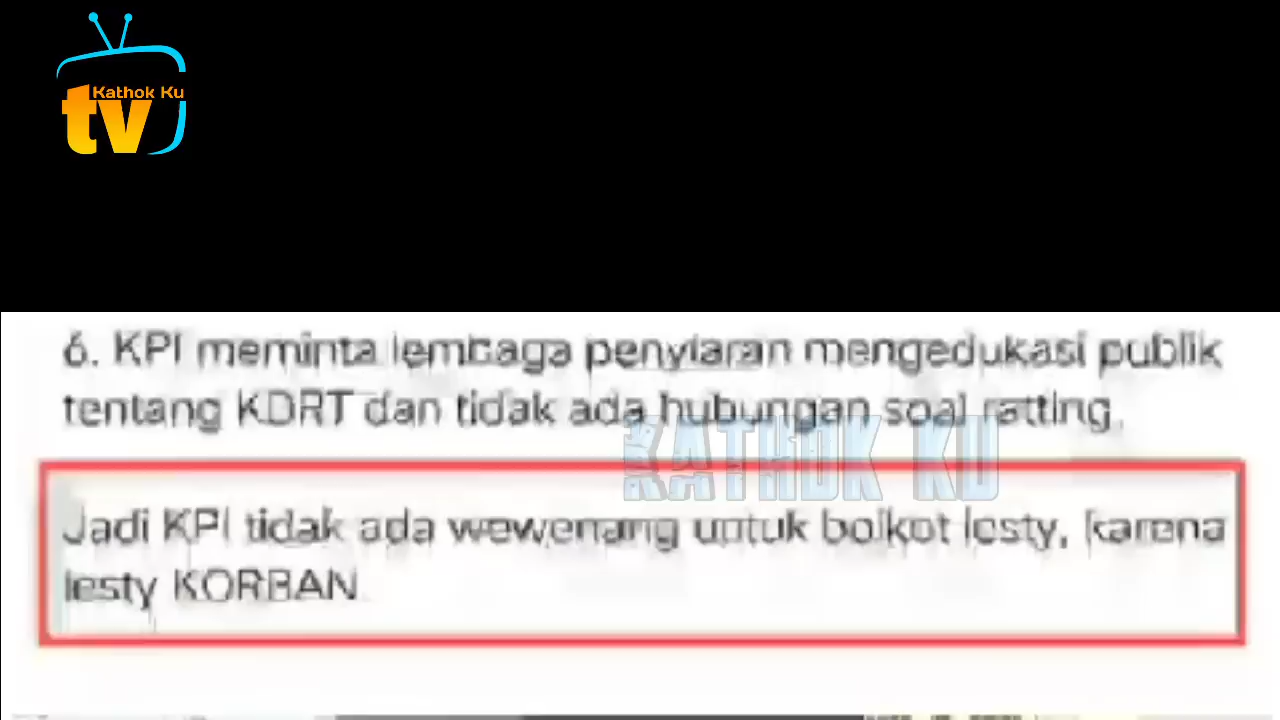 Kathok Ku
tv
6. KPI meminta lembaga penyiaran mengedukasi publik
tentang KDRT dan tidak ada hubungan soal ratting.
KATHOK KU
Jadi KPI tidak ada wewenang untuk boikot lesty, karena
lesty KORBAN